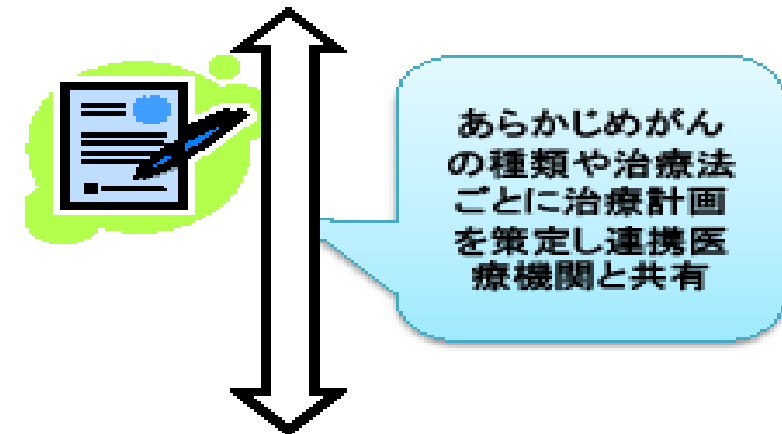 あらかじめがん
の種類や治療法
ごとに治療計画
を策定し連携医
療機関と共有